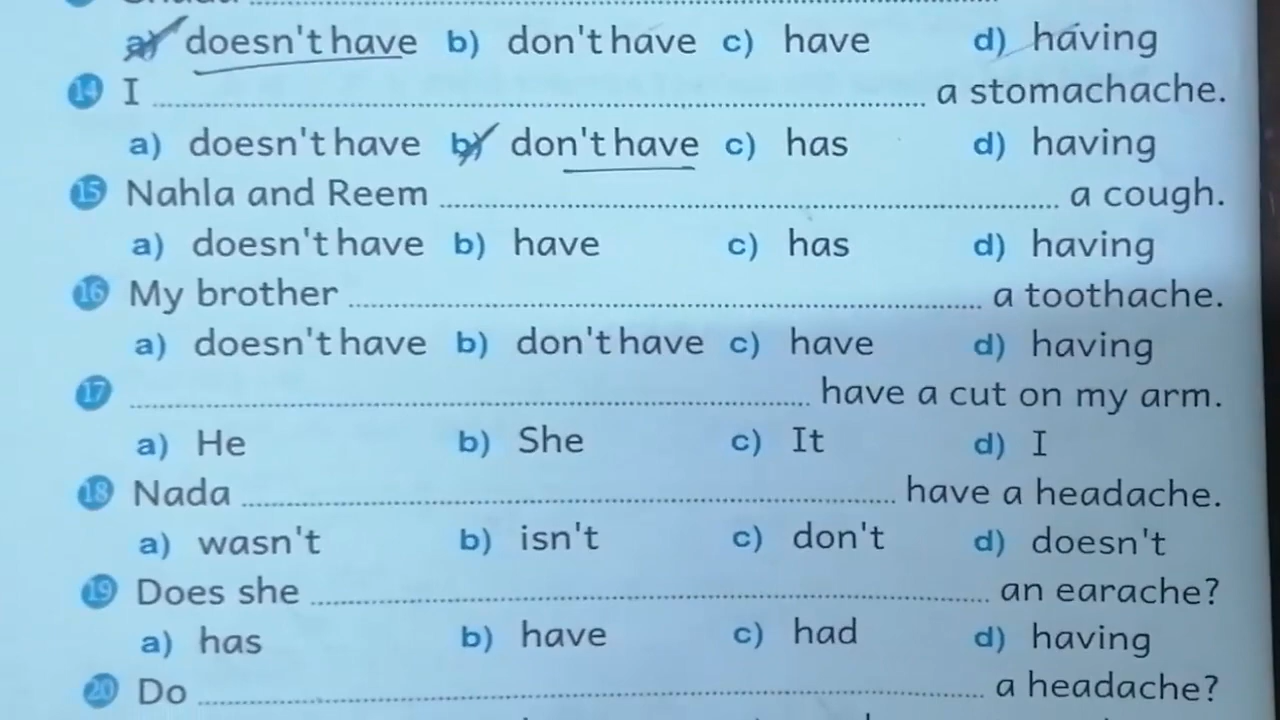 a) doesn't have b) don't have c) have d) having
14 I ........ a stomachache.
a) doesn't have b) don't have c) has d) having
15 Nahla and Reem ........ a cough.
a) doesn't have b) have c) has d) having
16 My brother ........ a toothache.
a) doesn't have b) don't have c) have d) having
17 ........ have a cut on my arm.
a) He b) She c) It d) I
18 Nada ........ have a headache.
a) wasn't b) isn't c) don't d) doesn't
19 Does she ........ an earache?
a) has b) have c) had d) having
20 Do ........ a headache?